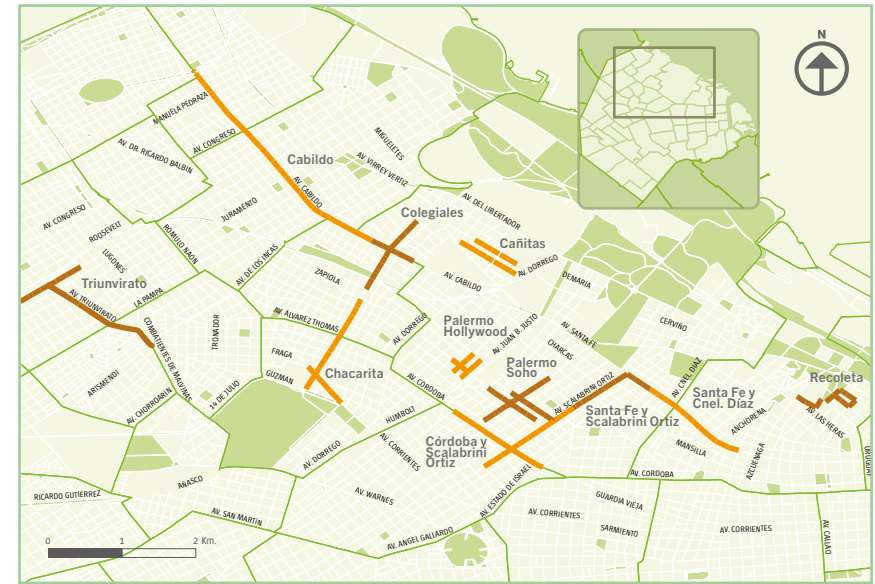 N
MANUELA PEDRAZA
AV. CONGRESO
AV. DR. RICARDO BALBIN
Cabildo
MIGUELETES
AV. VIRREY VERTIZ
AV. CABILDO
JURAMENTO
AV. CONGRESO
ROOSEVELT
LUGONES
ROMULO NAON
AV. DE LOS INCAS
Colegiales
AV. DEL LIBERTADOR
Cañitas
AV. DORREGO
ZAPIOLA
AV. CABILDO
DEMARIA
Triunvirato
AV. TRIUNVIRATO
LA PAMPA
COMBATIENTES DE MALVINAS
TRONADOR
AV. ALVAREZ THOMAS
AV. DORREGO
Palermo
Hollywood
AV. JUAN B. JUSTO
AV. SANTA FE
CHARCAS
CERVIÑO
FRAGA
GUZMAN
Chacarita
Palermo
Soho
AV. CNEL DIAZ
Recoleta
ARISMENDI
AV. CHORROARIN
14 DE JULIO
AV. CORDOBA
HUMBOLT
AV. SCALABRINI ORTIZ
Santa Fe y
Scalabrini Ortiz
Santa Fe y
Cnel. Díaz
ANCHORENA
AV. LAS HERAS
AV. DORREGO
AV. CORRIENTES
Córdoba y
Scalabrini
Ortiz
MANSILLA
AZCUENAGA
AV. CORDOBA
AV. ESTADO DE ISRAEL
RICARDO GUTIÉRREZ
AÑASCO
AV. SAN MARTIN
AV. WARNES
AV. ANGEL GALLARDO
GUARDIA VIEJA
AV. CORRIENTES
SARMIENTO
AV. CORRIENTES
AV. CALLAO
0 1 2 Km.